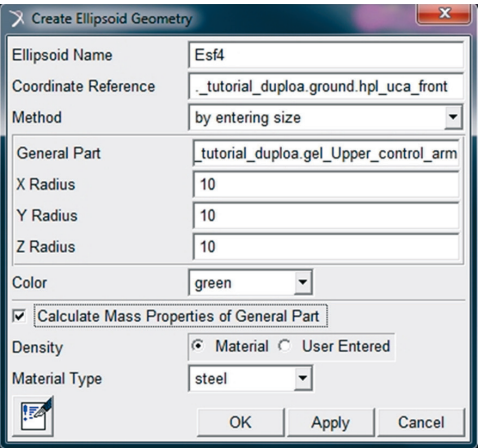 Create Ellipsoid Geometry
Ellipsoid Name Esf4
Coordinate Reference ._tutorial_duploa.ground.hpl_uca_front
Method by entering size
General Part _tutorial_duploa.gel_Upper_control_arm
X Radius 10
Y Radius 10
Z Radius 10
Color green
Calculate Mass Properties of General Part
Density Material User Entered
Material Type steel
OK Apply Cancel